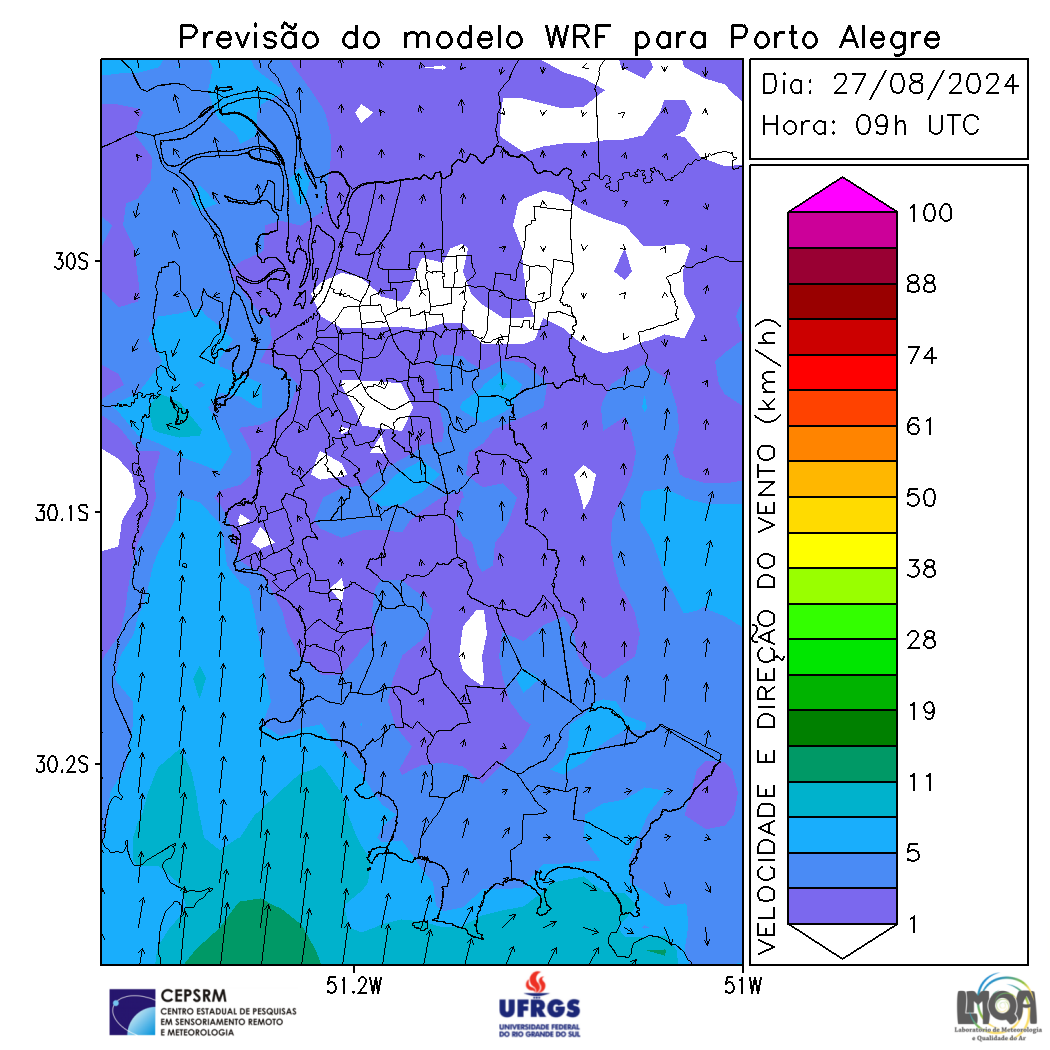 Previsão do modelo WRF para Porto Alegre
Dia: 27/08/2024
Hora: 09h UTC
30S
30.1S
30.2S
51.2W
51W
VELOCIDADE E DIREÇÃO DO VENTO (km/h)
100
88
74
61
50
38
28
19
11
5
1
CEPSRM
CENTRO ESTADUAL DE PESQUISAS
EM SENSORIAMENTO REMOTO
E METEOROLOGIA
UFRGS
UNIVERSIDADE FEDERAL
DO RIO GRANDE DO SUL
LMQA
Laboratório de Meteorologia
e Qualidade do Ar